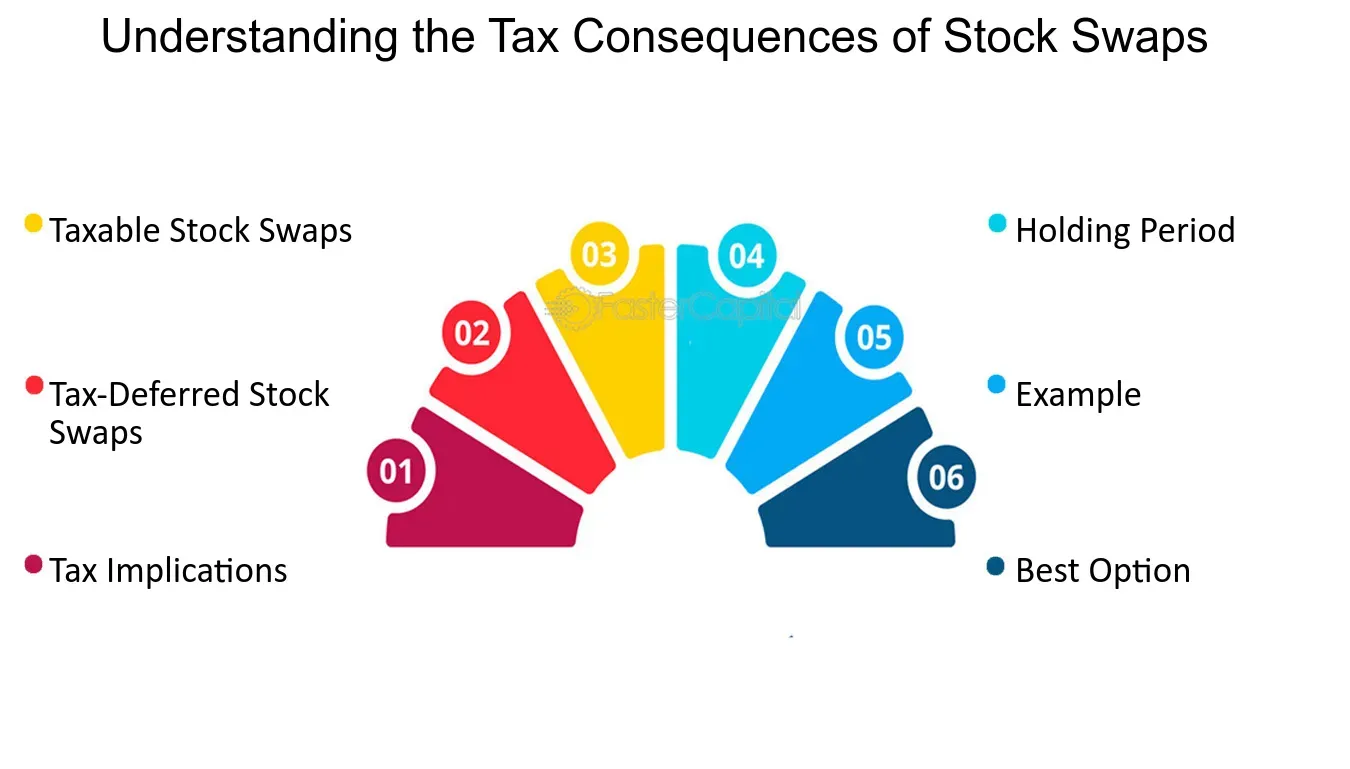 Understanding the Tax Consequences of Stock Swaps
Taxable Stock Swaps
Tax-Deferred Stock
Swaps
Tax Implications
03
04
02
05
01
06
FasterCapital
Holding Period
Example
Best Option